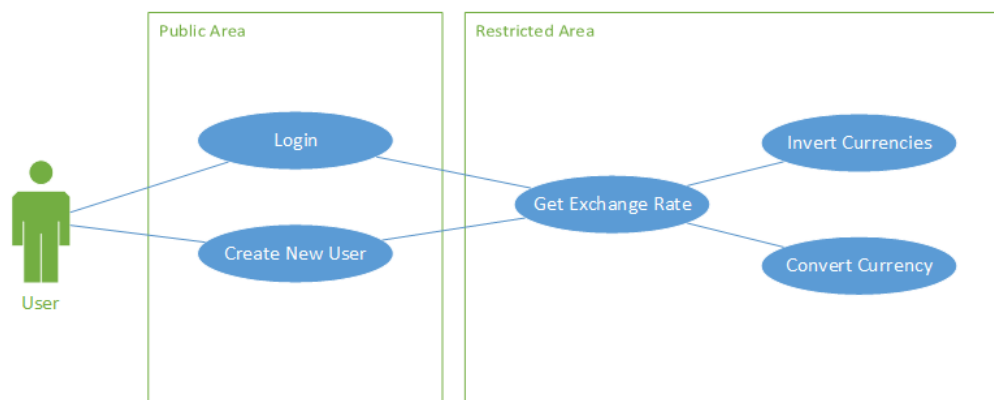 Public Area
Restricted Area
Login
Invert Currencies
Get Exchange Rate
Create New User
Convert Currency
User